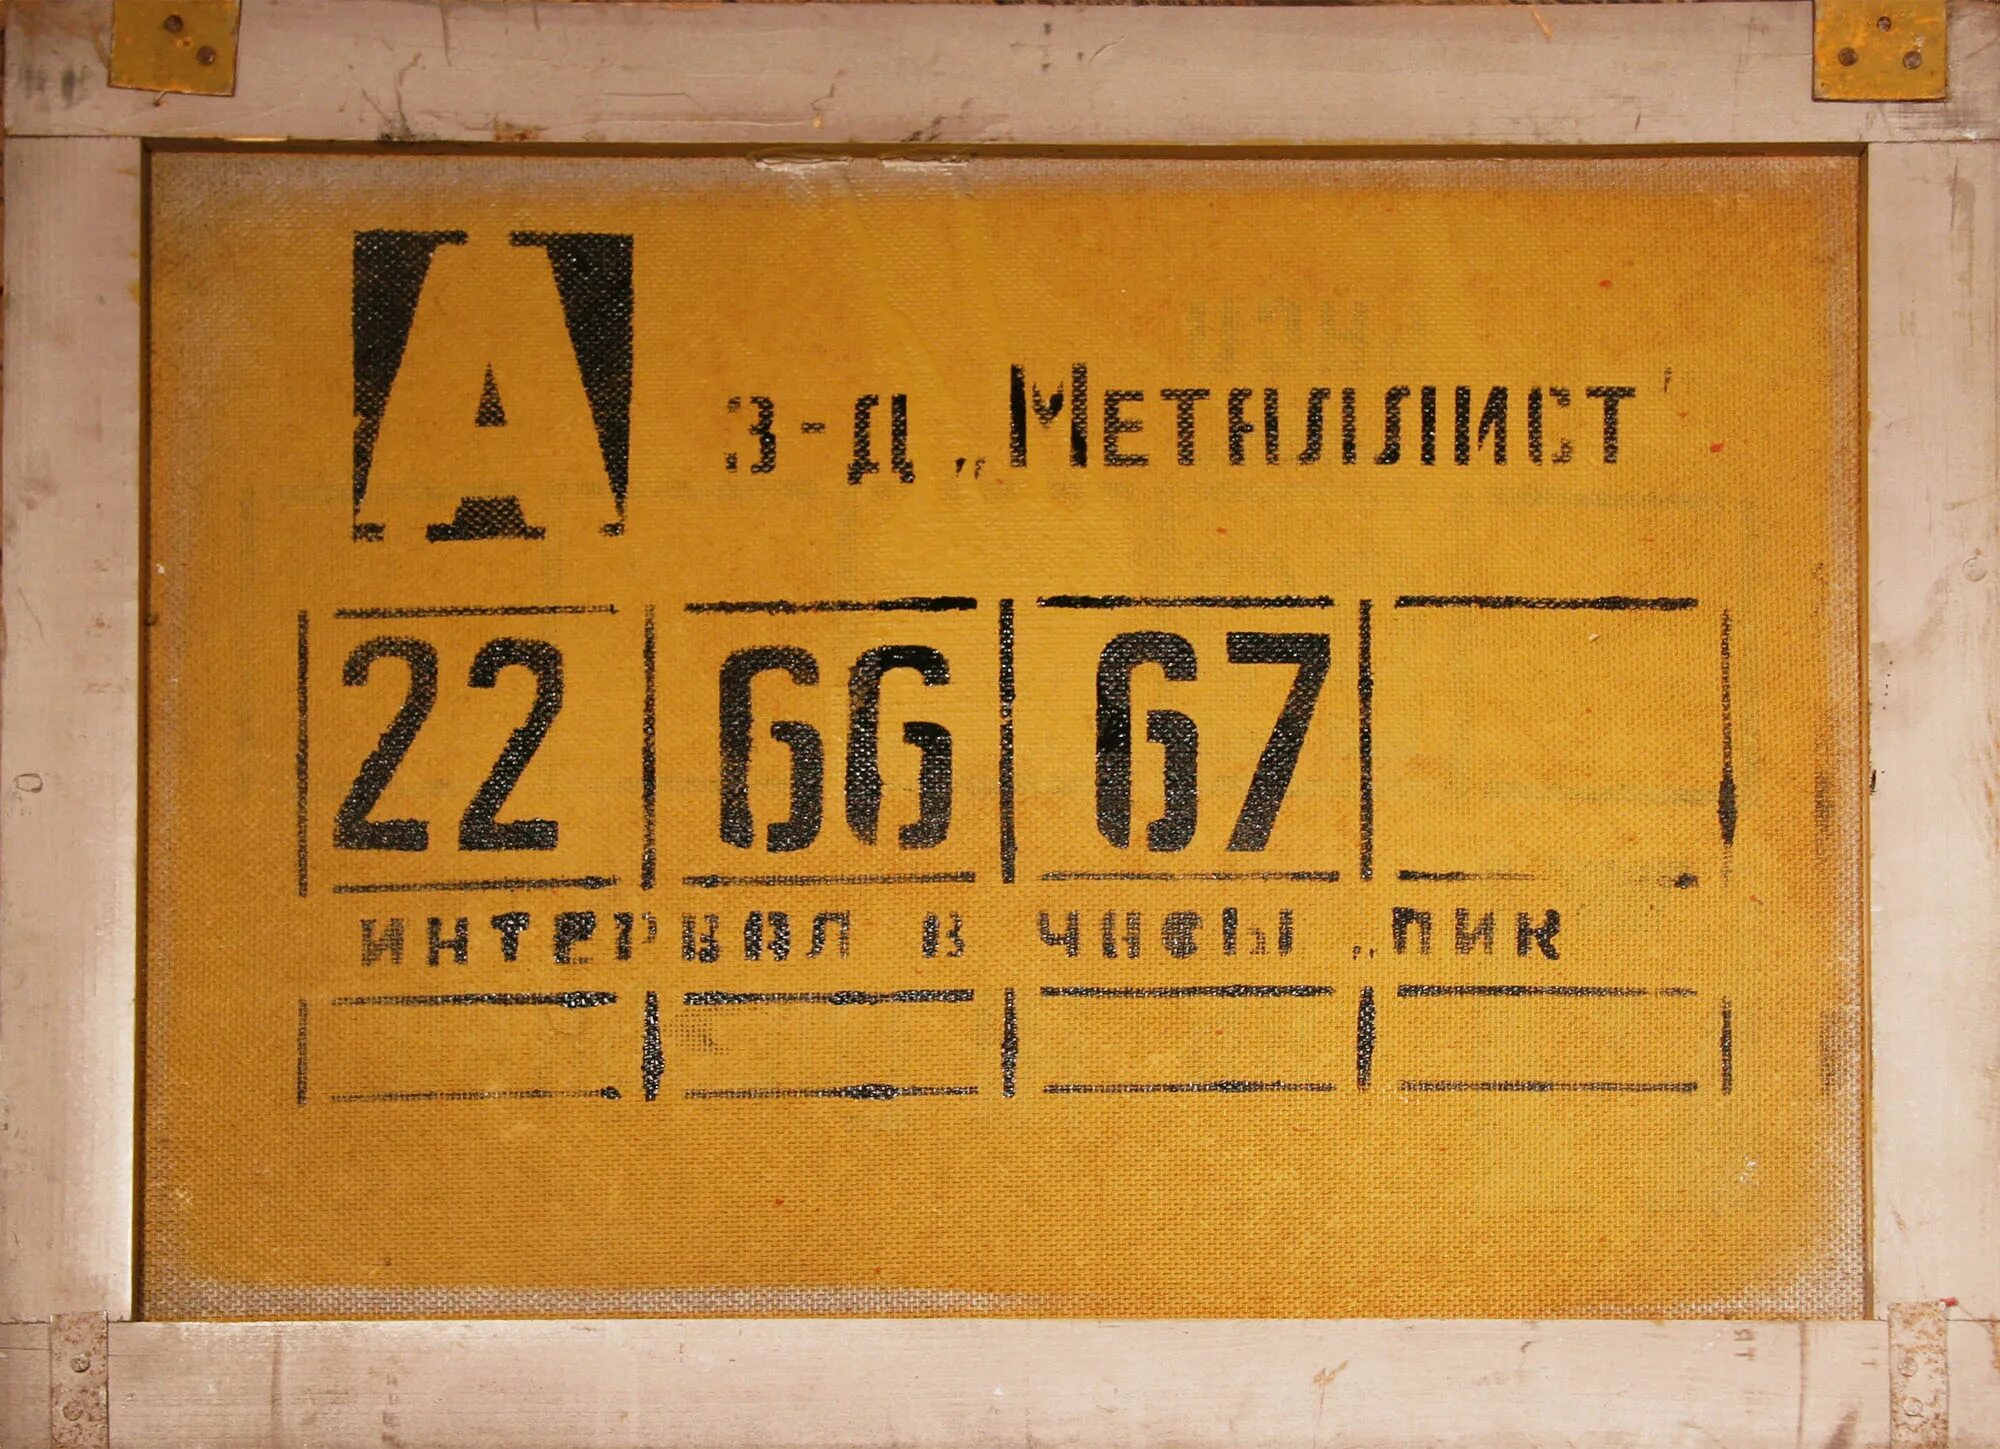 А
З-Д „Металлист"
22 66 67
ИНТЕРВАЛ В ЧАСЫ „ПИК